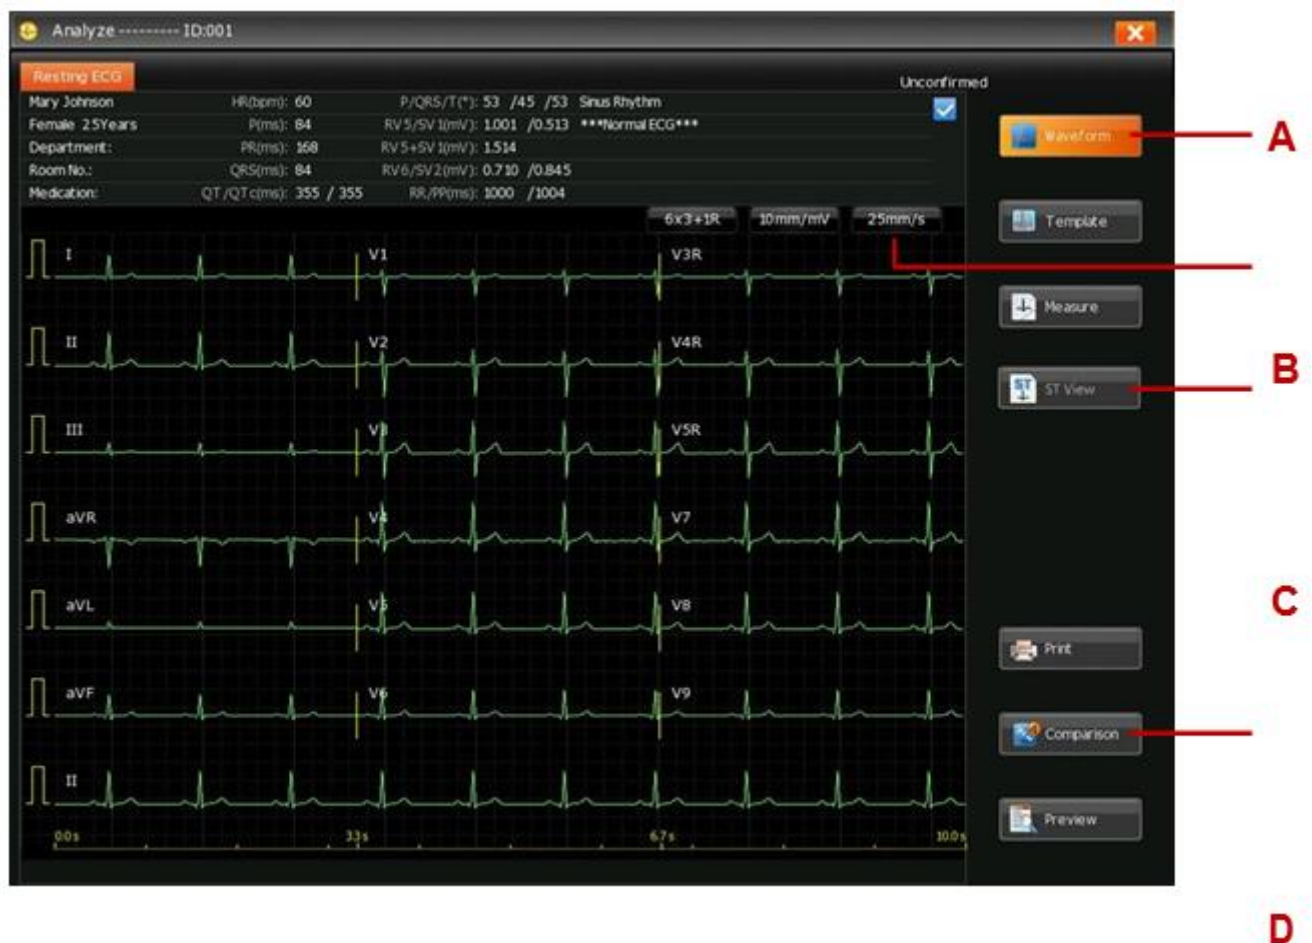 Analyze --------- ID:001
Resting ECG
Unconfirmed
Mary Johnson HR(bpm): 60 P/QRS/T(°): 53 /45 /53 Sinus Rhythm
Female 25Years P(ms): 84 RV5/SV1(mV): 1.001 /0.513 ***Normal ECG***
Department: PR(ms): 168 RV5+SV1(mV): 1.514
Room No.: QRS(ms): 84 RV6/SV2(mV): 0.710 /0.845
Medication: QT/QTc(ms): 355 / 355 RR/PP(ms): 1000 /1004
6x3+1R 10mm/mV 25mm/s
I V1 V3R
II V2 V4R
III V3 V5R
aVR V4 V7
aVL V5 V8
aVF V6 V9
II
0.0s 3.3s 6.7s 10.0s
Waveform
Template
Measure
ST ST View
Print
Comparison
Preview
A
B
C
D